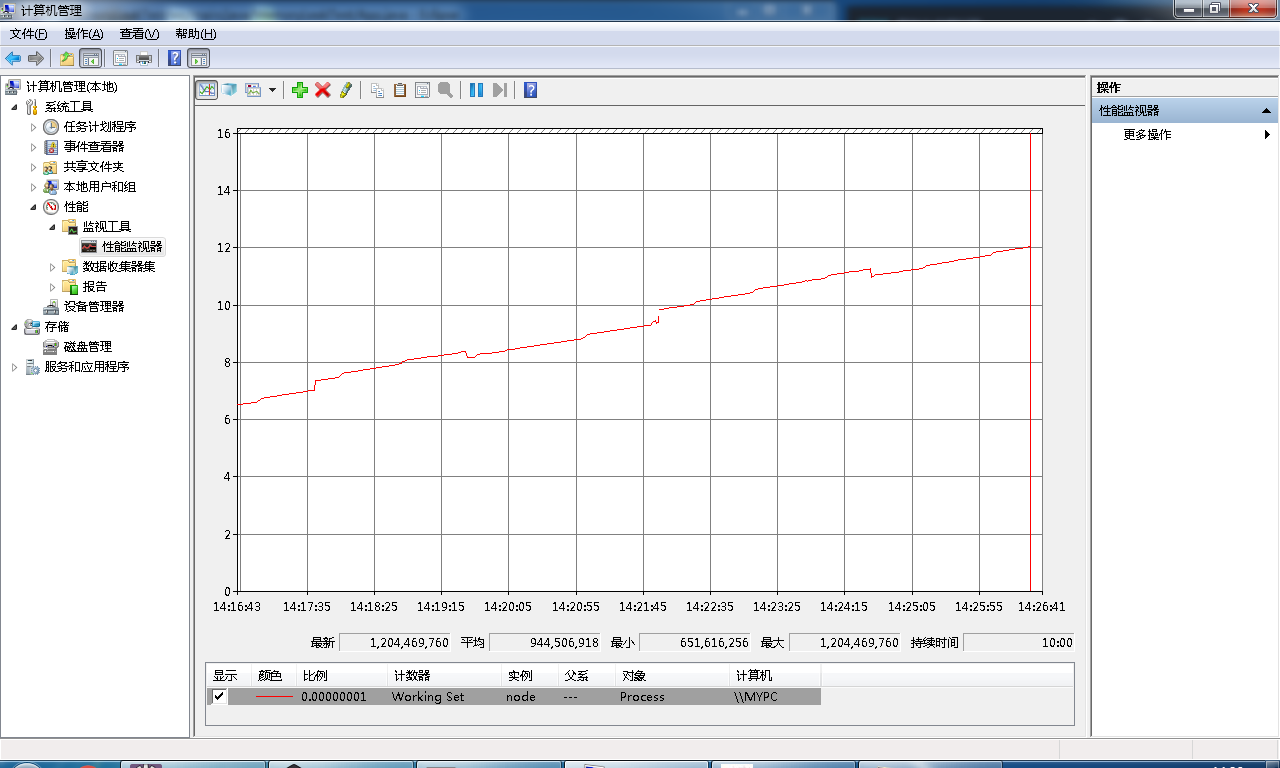 计算机管理
文件(F) 操作(A) 查看(V) 帮助(H)
计算机管理(本地)
系统工具
任务计划程序
事件查看器
共享文件夹
本地用户和组
性能
监视工具
性能监视器
数据收集器集
报告
设备管理器
存储
磁盘管理
服务和应用程序
16
14
12
10
8
6
4
2
0
14:16:43 14:17:35 14:18:25 14:19:15 14:20:05 14:20:55 14:21:45 14:22:35 14:23:25 14:24:15 14:25:05 14:25:55 14:26:41
最新 1,204,469,760 平均 944,506,918 最小 651,616,256 最大 1,204,469,760 持续时间 10:00
显示 颜色 比例 计数器 实例 父系 对象 计算机
0.00000001 Working Set node --- Process \\MYPC
操作
性能监视器
更多操作